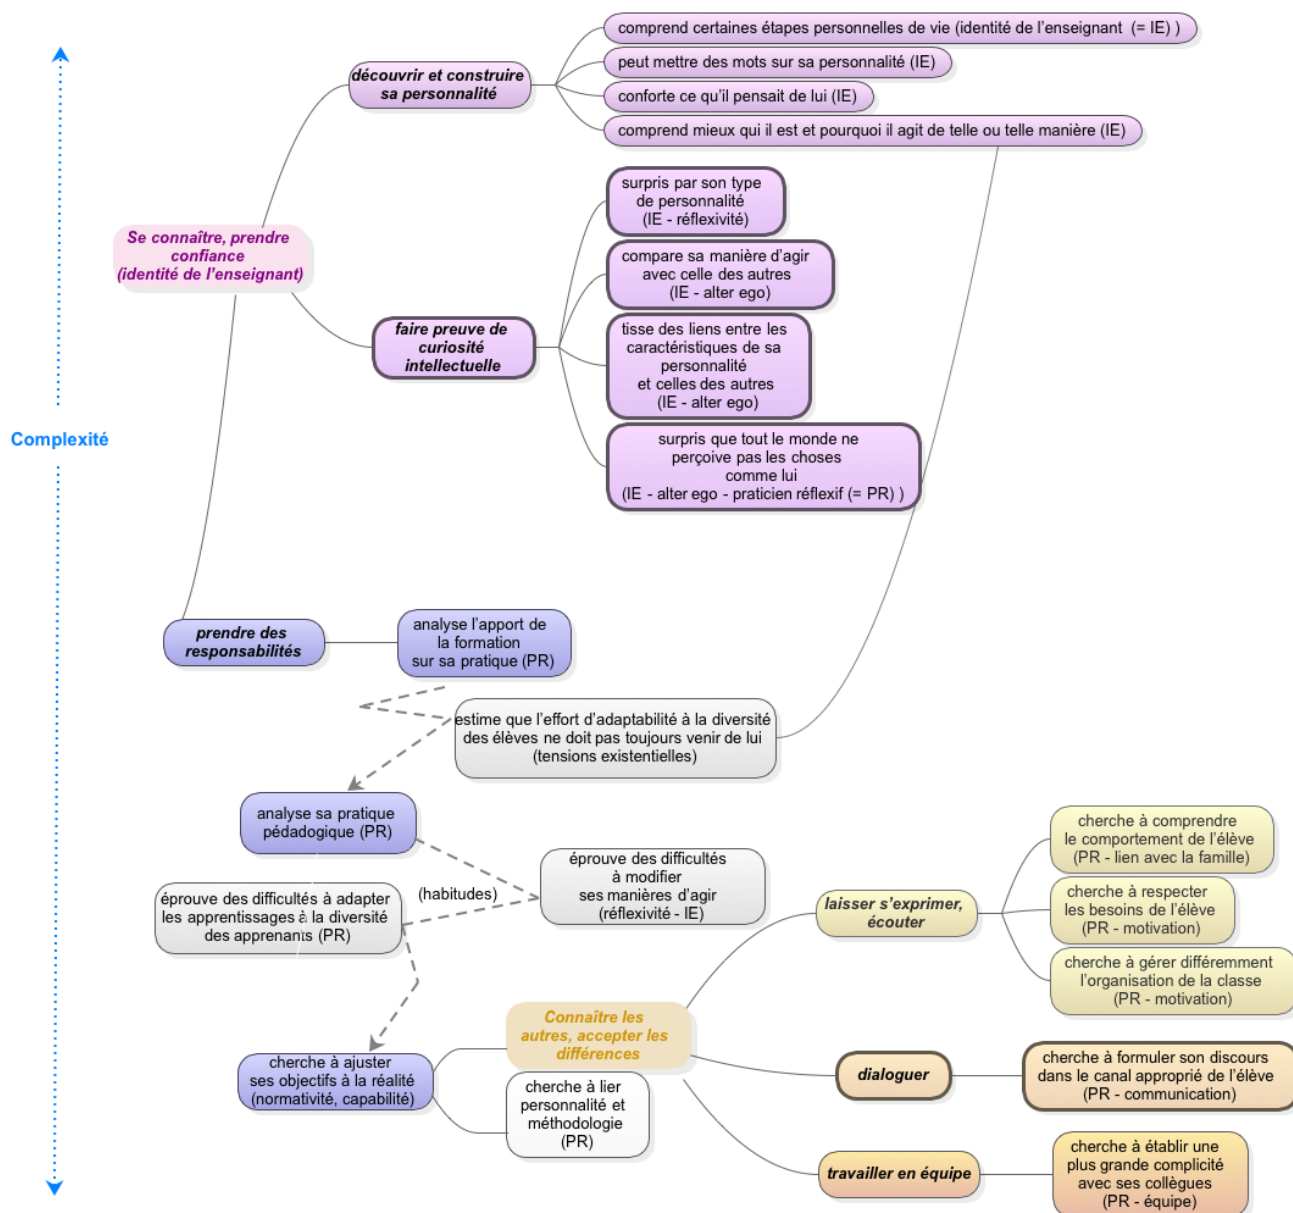 comprend certaines étapes personnelles de vie (identité de l'enseignant  (= IE) )
peut mettre des mots sur sa personnalité (IE)
découvrir et construire
sa personnalité
conforte ce qu'il pensait de lui (IE)
comprend mieux qui il est et pourquoi il agit de telle ou telle manière (IE)
surpris par son type
de personnalité
(IE - réflexivité)
Se connaître, prendre
confiance
(identité de l'enseignant)
compare sa manière d'agir
avec celle des autres
(IE - alter ego)
faire preuve de
curiosité
intellectuelle
tisse des liens entre les
caractéristiques de sa
personnalité
et celles des autres
(IE - alter ego)
Complexité
surpris que tout le monde ne
perçoive pas les choses
comme lui
(IE - alter ego - praticien réflexif (= PR) )
prendre des
responsabilités
analyse l'apport de
la formation
sur sa pratique (PR)
estime que l'effort d'adaptabilité à la diversité
des élèves ne doit pas toujours venir de lui
(tensions existentielles)
analyse sa pratique
pédadogique (PR)
éprouve des difficultés
à modifier
ses manières d'agir
(réflexivité - IE)
(habitudes)
éprouve des difficultés à adapter
les apprentissages à la diversité
des apprenants (PR)
cherche à comprendre
le comportement de l'élève
(PR - lien avec la famille)
laisser s'exprimer,
écouter
cherche à respecter
les besoins de l'élève
(PR - motivation)
cherche à gérer différemment
l'organisation de la classe
(PR - motivation)
Connaître les
autres, accepter les
différences
cherche à ajuster
ses objectifs à la réalité
(normativité, capabilité)
cherche à lier
personnalité et
méthodologie
(PR)
dialoguer
cherche à formuler son discours
dans le canal approprié de l'élève
(PR - communication)
travailler en équipe
cherche à établir une
plus grande complicité
avec ses collègues
(PR - équipe)